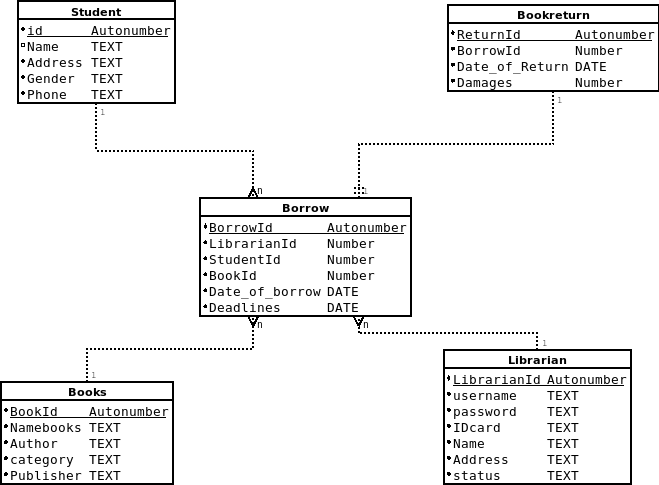 Student
id Autonumber
Name TEXT
Address TEXT
Gender TEXT
Phone TEXT
1
Bookreturn
ReturnId Autonumber
BorrowId Number
Date_of_Return DATE
Damages Number
1
n
1
Borrow
BorrowId Autonumber
LibrarianId Number
StudentId Number
BookId Number
Date_of_borrow DATE
Deadlines DATE
n
n
1
Books
BookId Autonumber
Namebooks TEXT
Author TEXT
category TEXT
Publisher TEXT
1
Librarian
LibrarianId Autonumber
username TEXT
password TEXT
IDcard TEXT
Name TEXT
Address TEXT
status TEXT